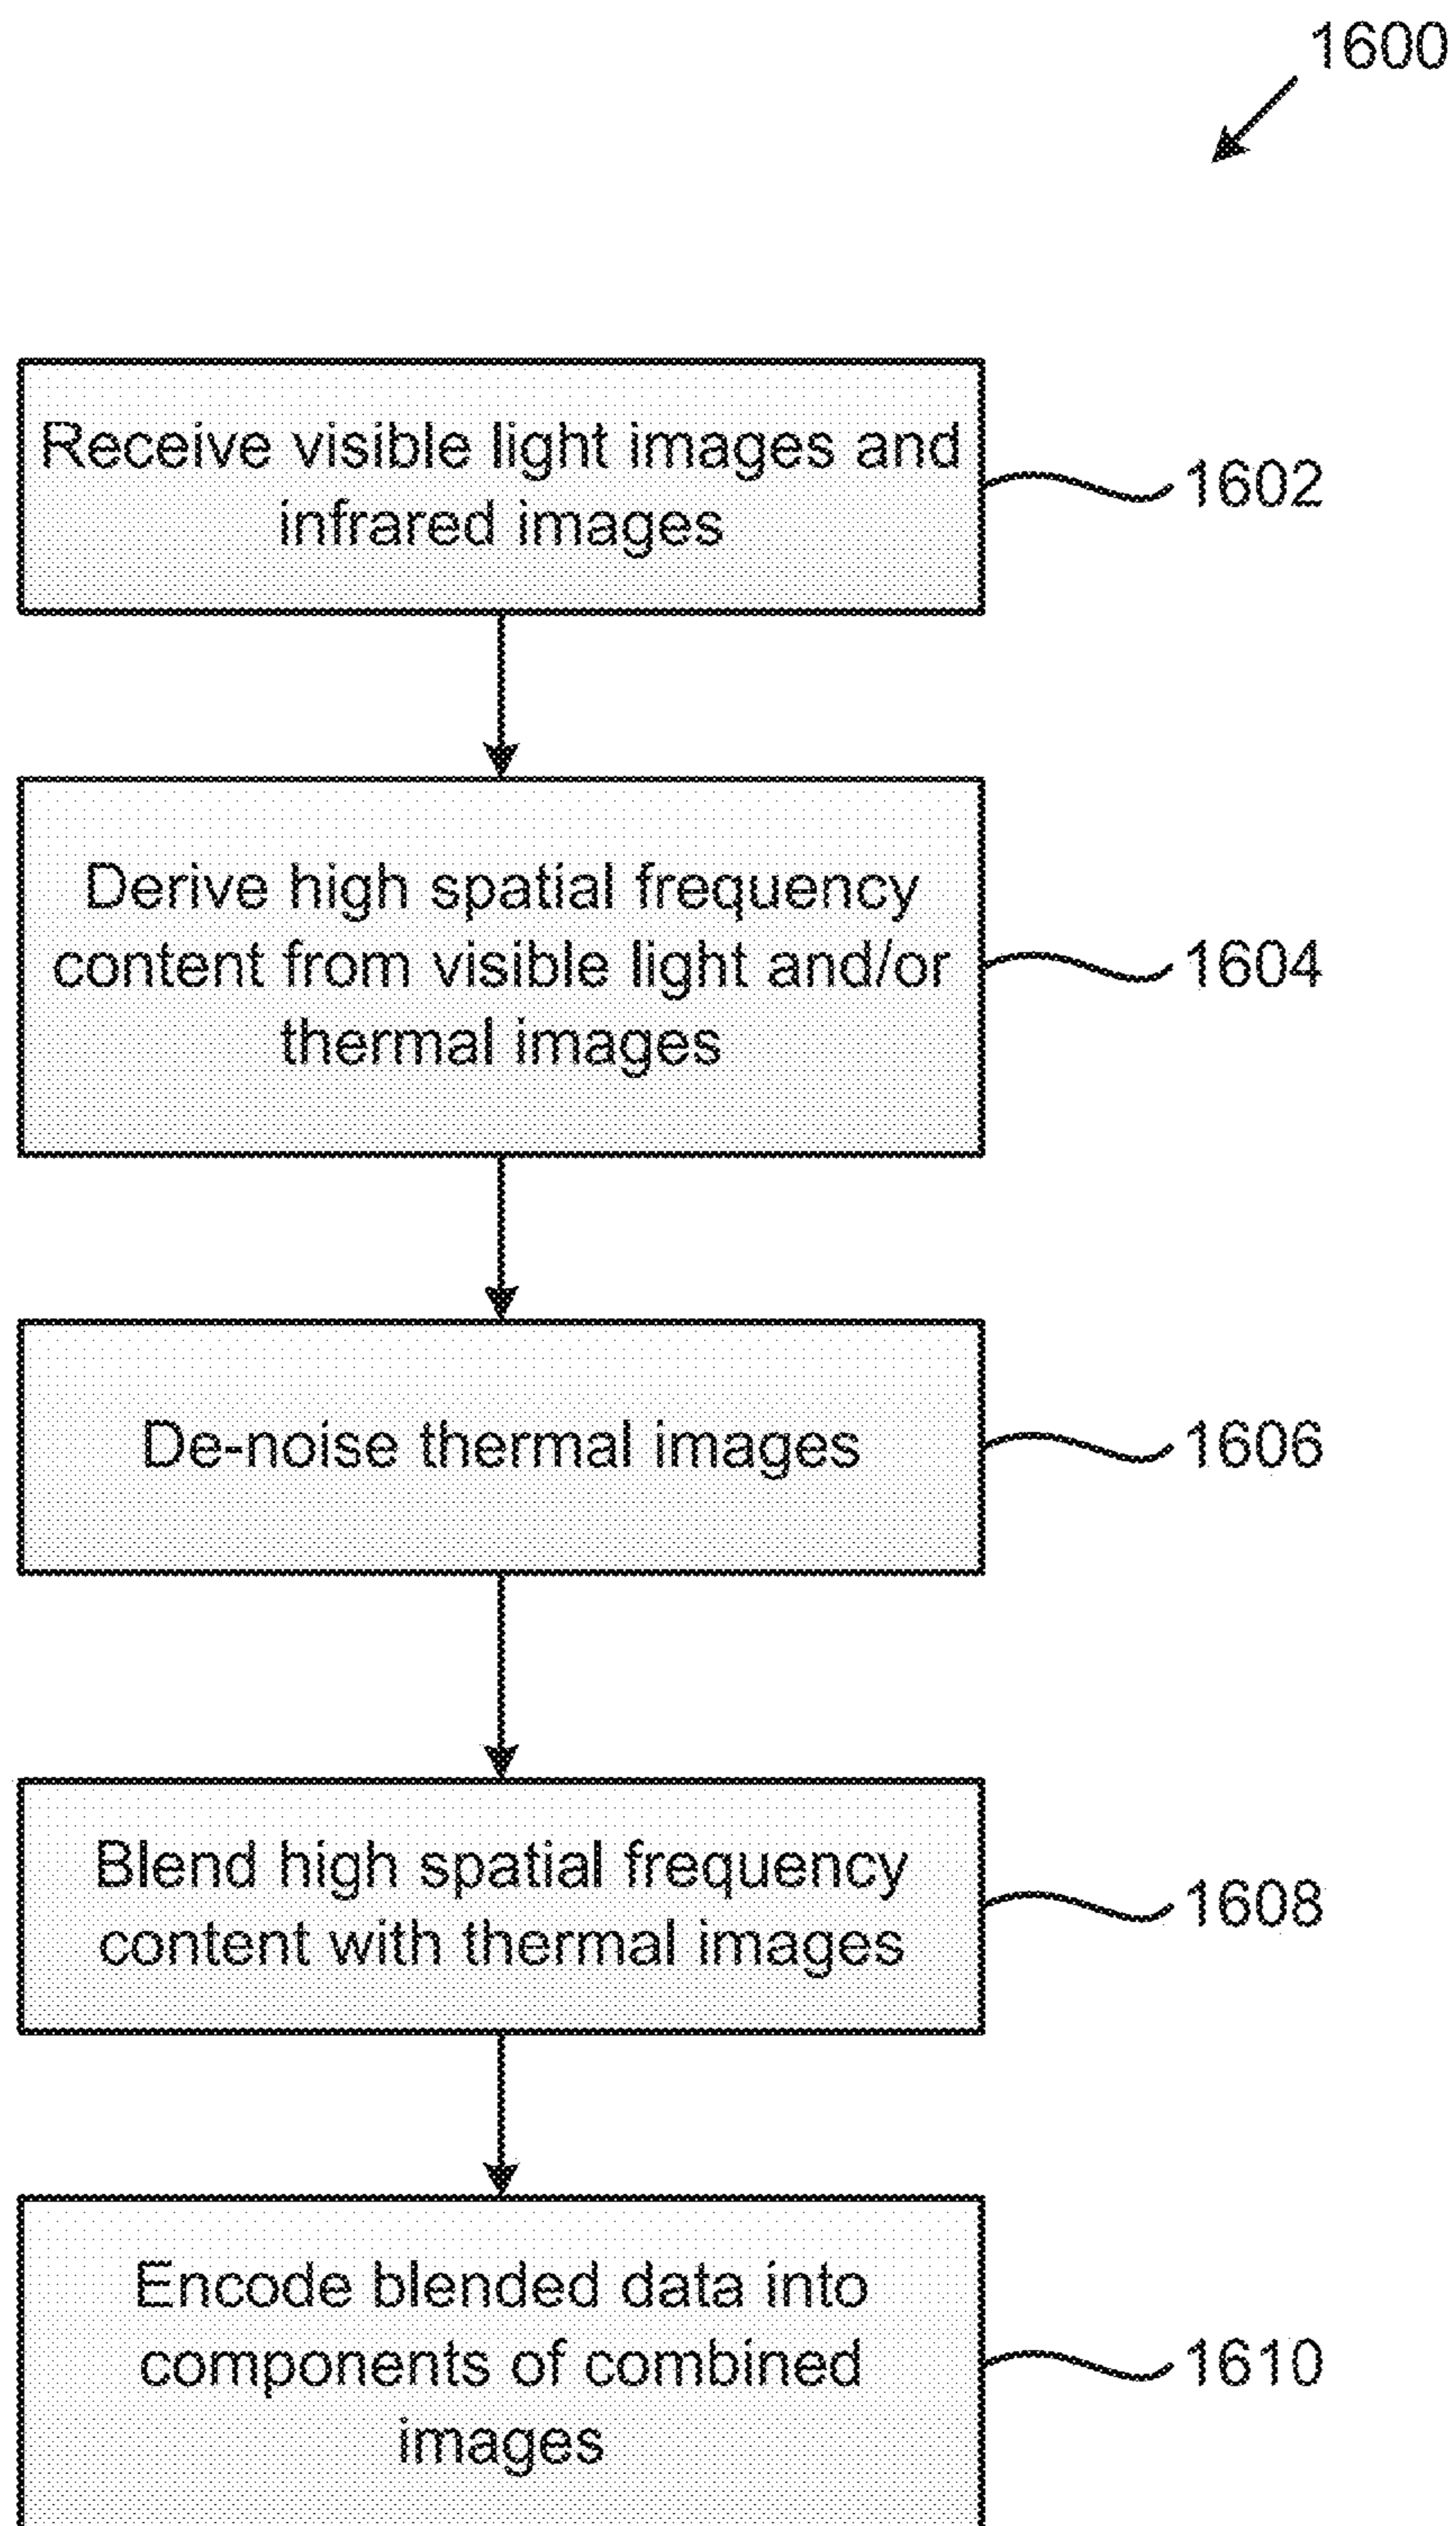 1600
Receive visible light images and
infrared images
1602
Derive high spatial frequency
content from visible light and/or
thermal images
1604
De-noise thermal images
1606
Blend high spatial frequency
content with thermal images
1608
Encode blended data into
components of combined
images
1610